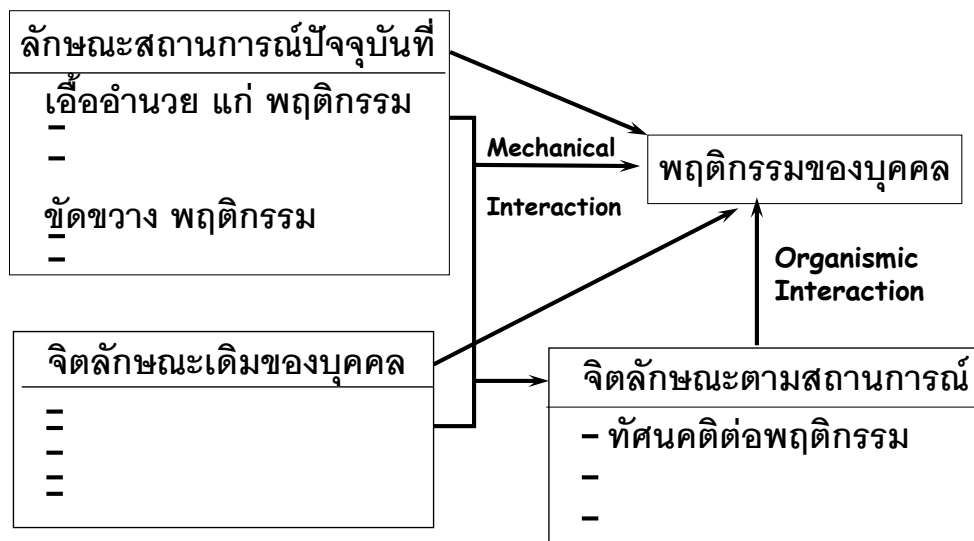 ลักษณะสถานการณ์ปัจจุบันที่
เอื้ออำนวย แก่ พฤติกรรม
–
–
ขัดขวาง พฤติกรรม
–
–
Mechanical
Interaction
พฤติกรรมของบุคคล
Organismic
Interaction
จิตลักษณะเดิมของบุคคล
–
–
–
–
–
จิตลักษณะตามสถานการณ์
– ทัศนคติต่อพฤติกรรม
–
–